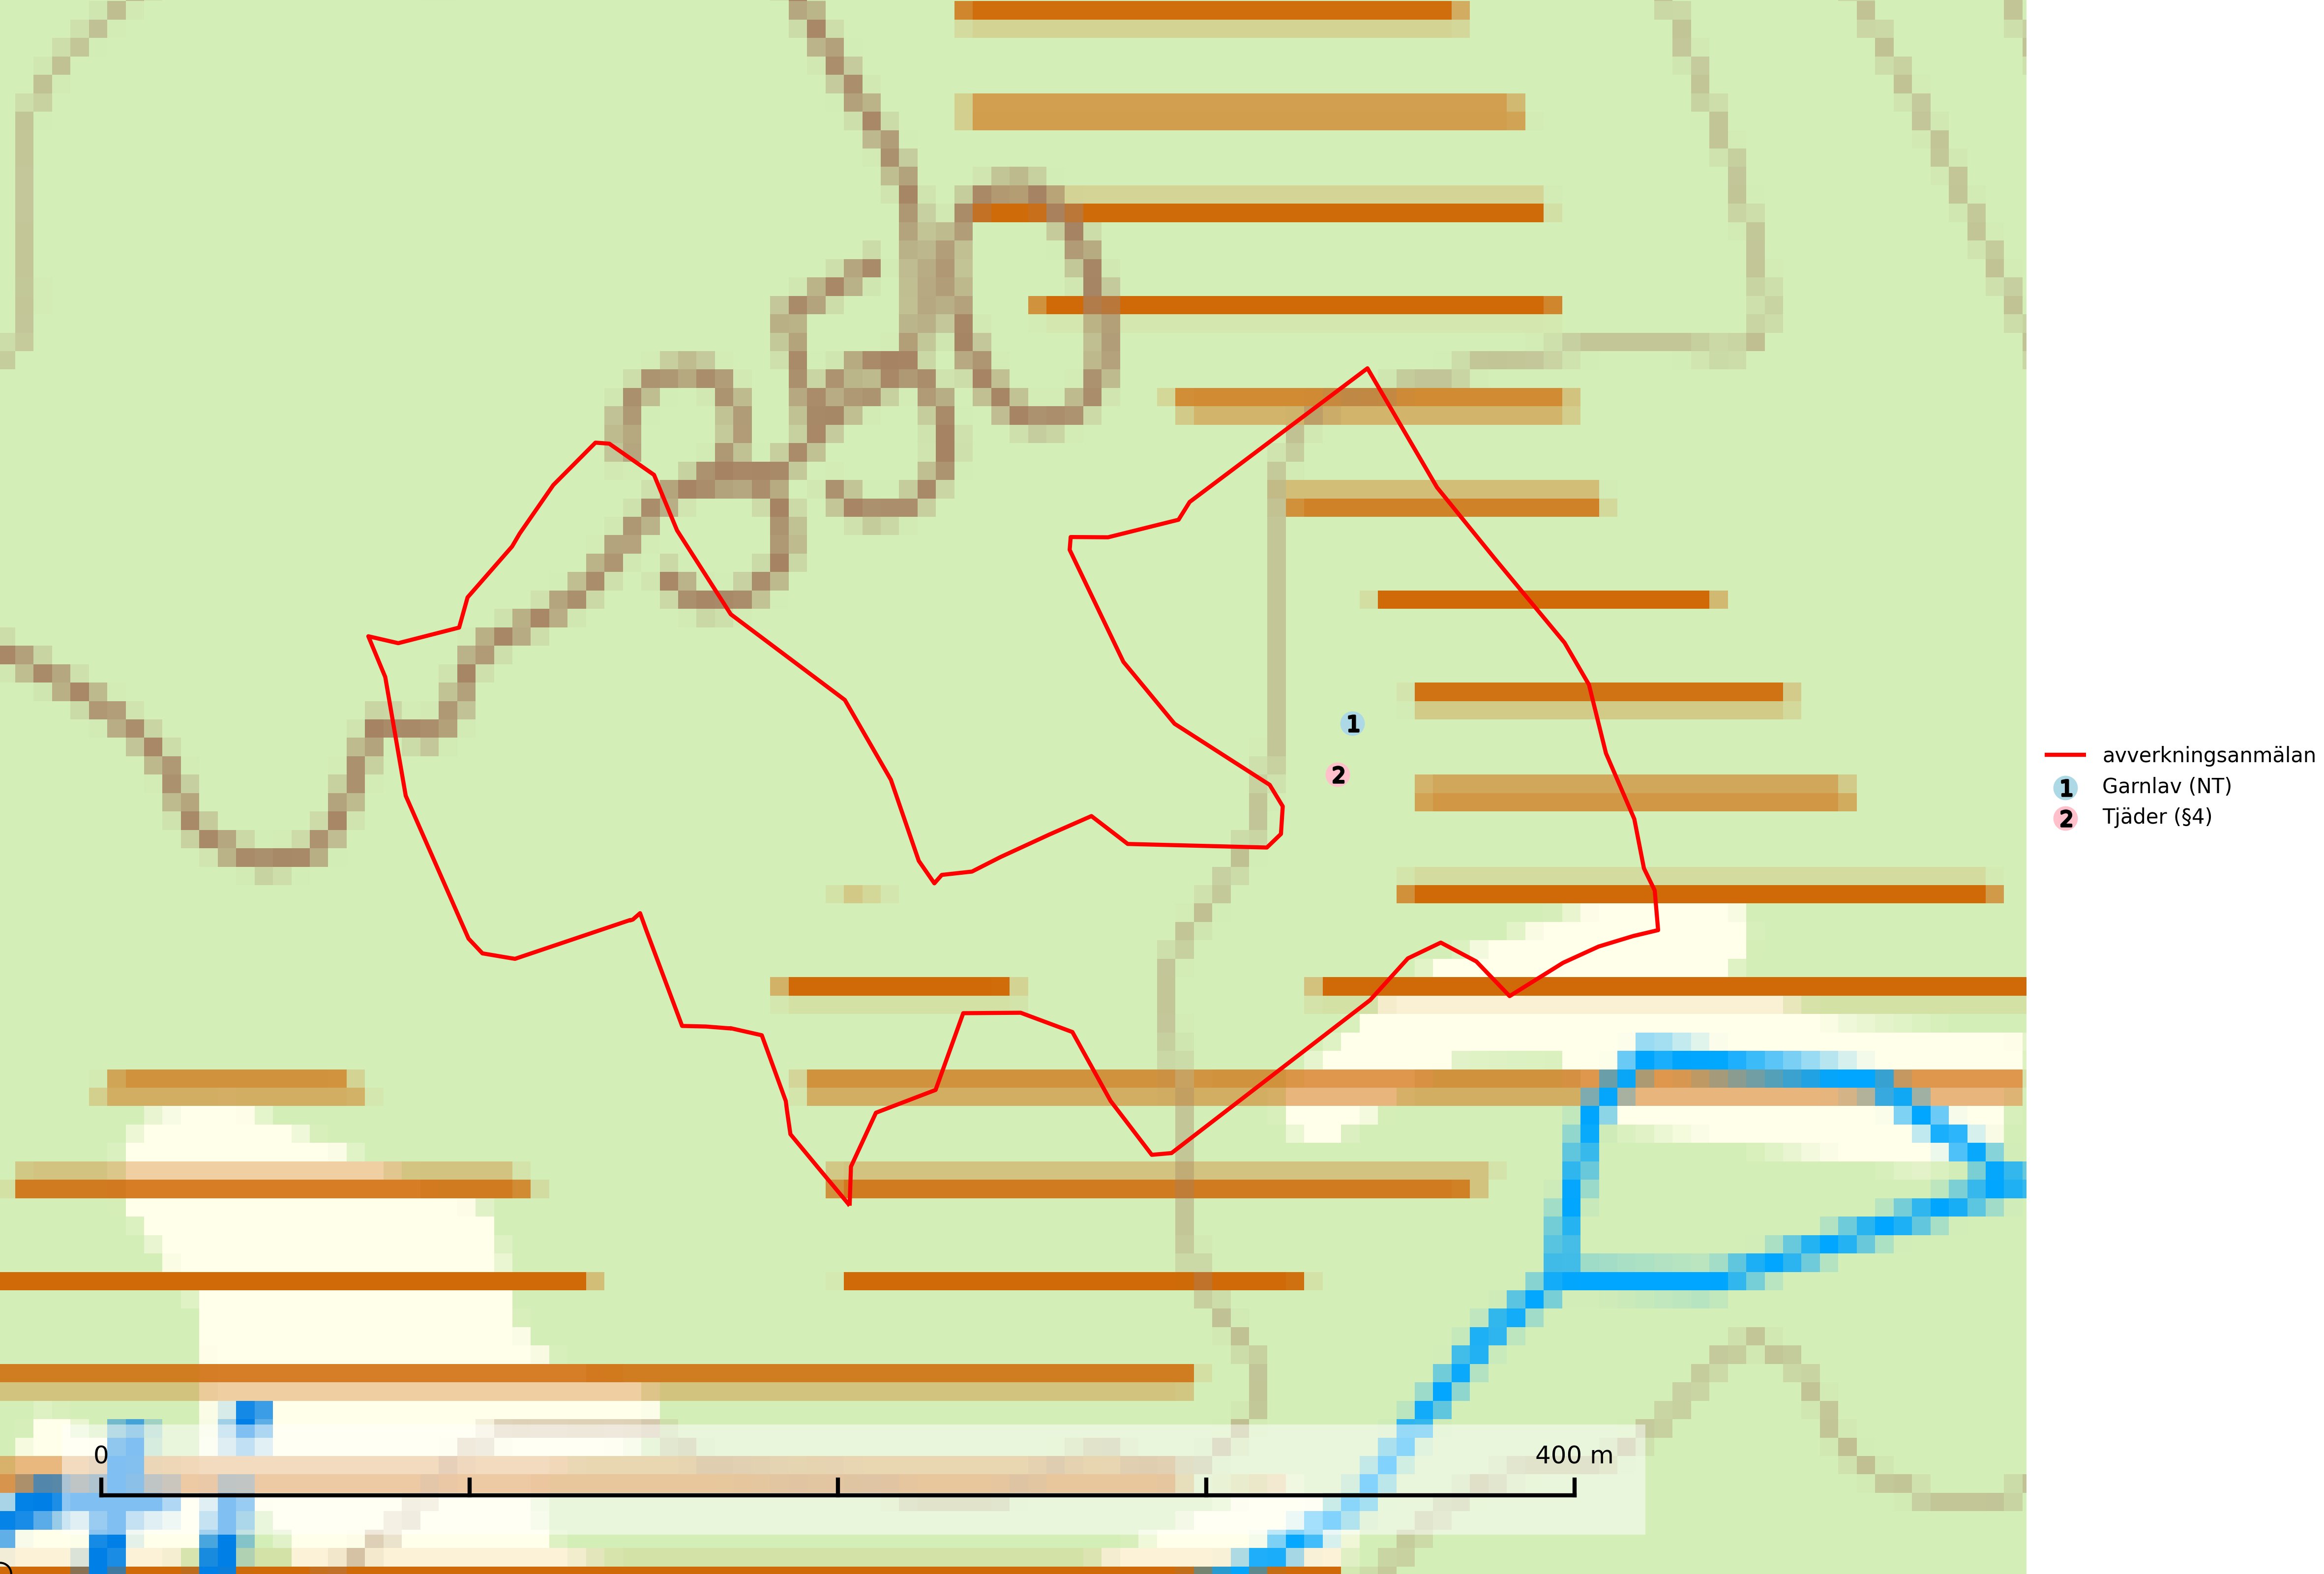 1
2
avverkningsanmälan
1 Garnlav (NT)
2 Tjäder (§4)
0 400 m